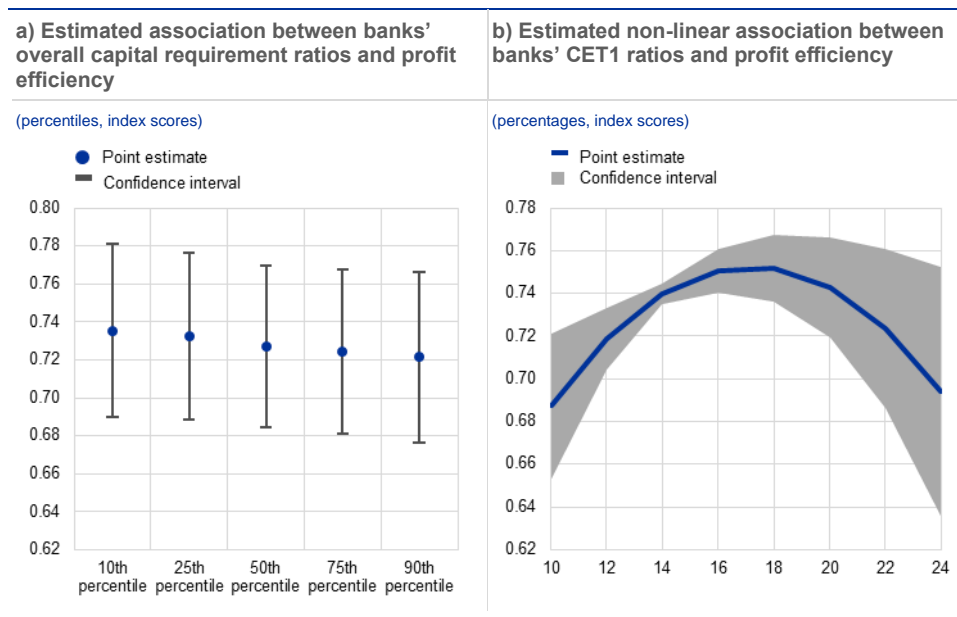 a) Estimated association between banks'
overall capital requirement ratios and profit
efficiency
(percentiles, index scores)
Point estimate
Confidence interval
0.80
0.78
0.76
0.74
0.72
0.70
0.68
0.66
0.64
0.62
10th 25th 50th 75th 90th
percentile percentile percentile percentile percentile
b) Estimated non-linear association between
banks' CET1 ratios and profit efficiency
(percentages, index scores)
Point estimate
Confidence interval
0.78
0.76
0.74
0.72
0.70
0.68
0.66
0.64
0.62
10 12 14 16 18 20 22 24